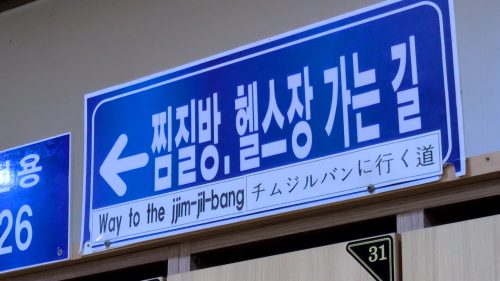 찜질방, 헬스장 가는 길
Way to the jjim-jil-bang
チムジルバンに行く道
용
26
31